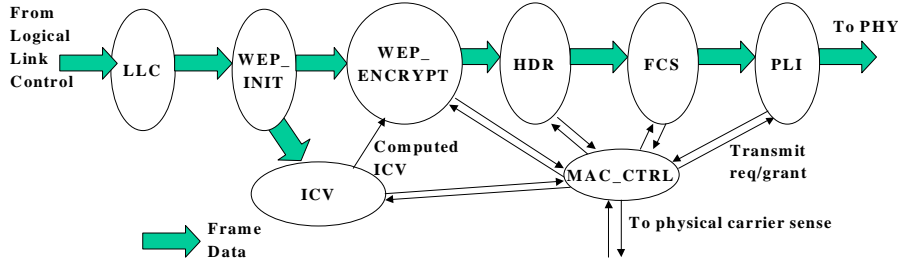 From
Logical
Link
Control
LLC
WEP_
INIT
WEP_
ENCRYPT
HDR
FCS
PLI
To PHY
Computed
ICV
ICV
MAC_CTRL
Transmit
req/grant
To physical carrier sense
Frame
Data